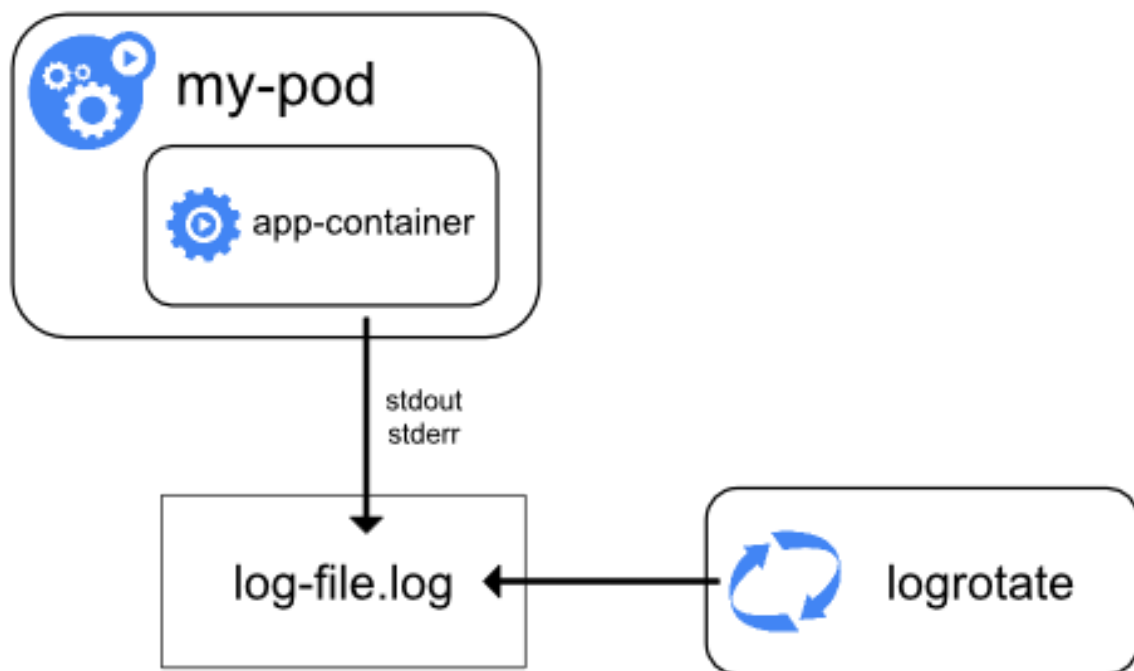 my-pod
app-container
stdout
stderr
log-file.log
logrotate